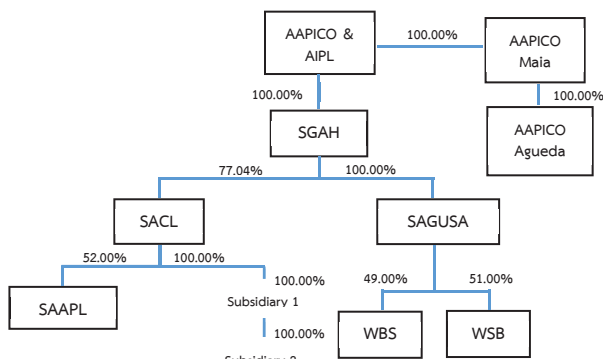 AAPICO &
AIPL
100.00%
AAPICO
Maia
100.00%
100.00%
SGAH
AAPICO
Agueda
77.04%
100.00%
SACL
SAGUSA
52.00%
100.00%
SAAPL
100.00%
Subsidiary 1
100.00%
49.00%
51.00%
WBS
WSB